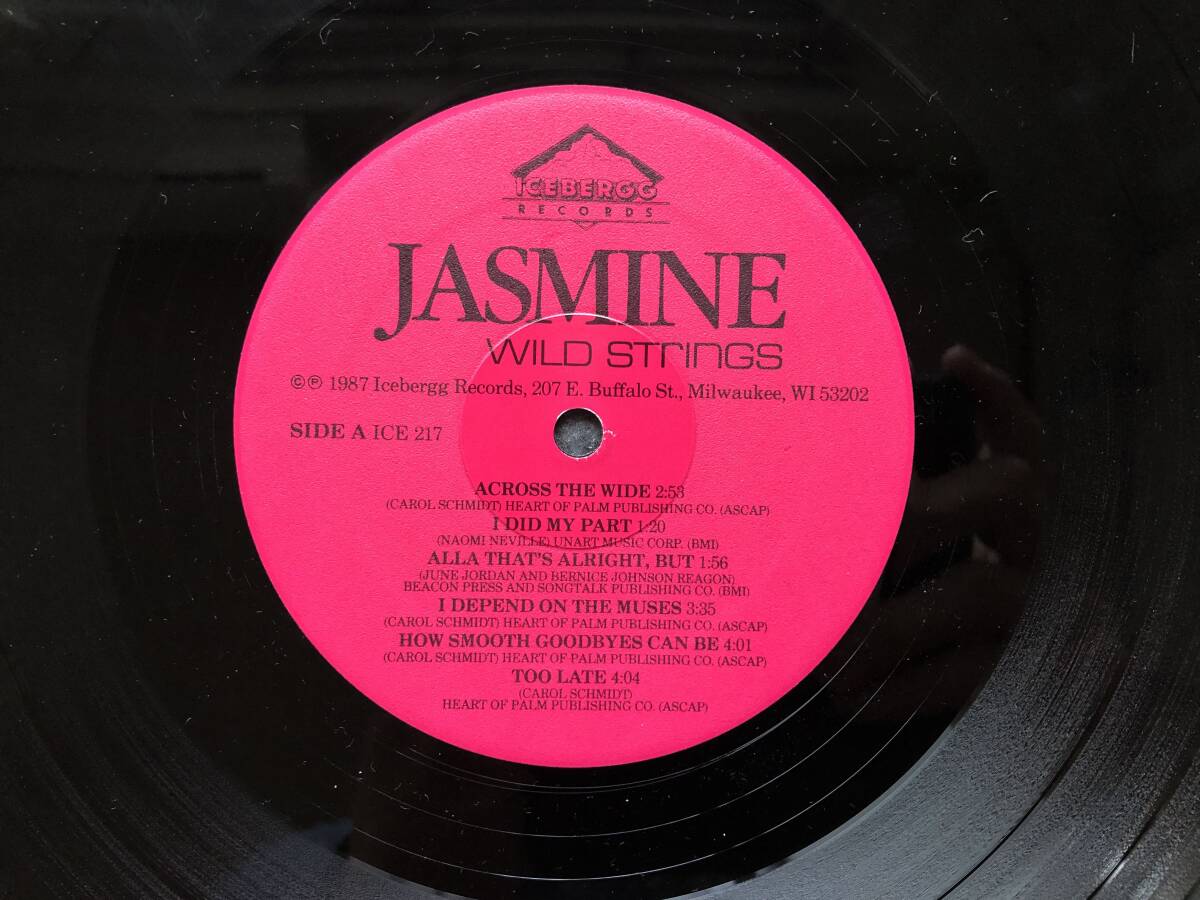 ICEBERGG
RECORDS
JASMINE
WILD STRINGS
©℗ 1987 Icebergg Records, 207 E. Buffalo St., Milwaukee, WI 53202
SIDE A ICE 217
ACROSS THE WIDE 2:53
(CAROL SCHMIDT) HEART OF PALM PUBLISHING CO. (ASCAP)
I DID MY PART 1:20
(NAOMI NEVILLE) UNART MUSIC CORP. (BMI)
ALLA THAT'S ALRIGHT, BUT 1:56
(JUNE JORDAN AND BERNICE JOHNSON REAGON)
BEACON PRESS AND SONGTALK PUBLISHING CO. (BMI)
I DEPEND ON THE MUSES 3:35
(CAROL SCHMIDT) HEART OF PALM PUBLISHING CO. (ASCAP)
HOW SMOOTH GOODBYES CAN BE 4:01
(CAROL SCHMIDT) HEART OF PALM PUBLISHING CO. (ASCAP)
TOO LATE 4:04
(CAROL SCHMIDT)
HEART OF PALM PUBLISHING CO. (ASCAP)